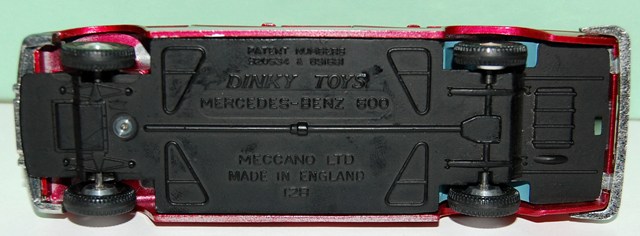 PATENT NUMBERS
DINKY TOYS
MERCEDES-BENZ 600
MECCANO LTD
MADE IN ENGLAND
128